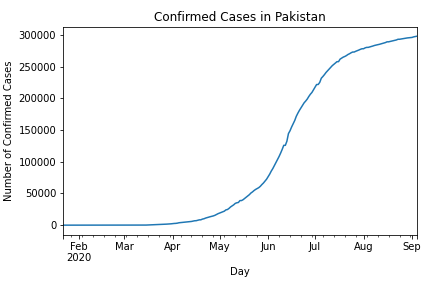 Confirmed Cases in Pakistan
300000
250000
200000
150000
100000
50000
0
Number of Confirmed Cases
Feb Mar Apr May Jun Jul Aug Sep
2020
Day